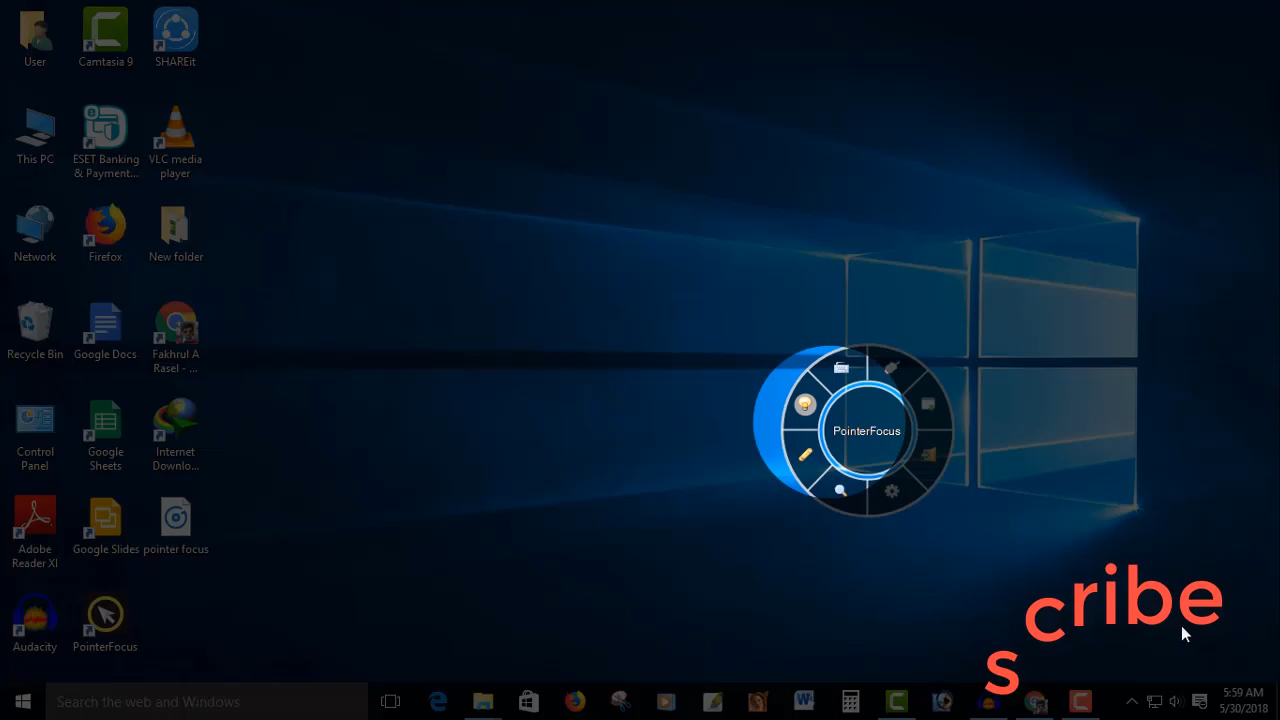 User
Camtasia 9
SHAREit
This PC
ESET Banking
& Payment...
VLC media
player
Network
Firefox
New folder
Recycle Bin
Google Docs
Fakhrul A
Rasel - ...
Control
Panel
Google
Sheets
Internet
Downlo...
Adobe
Reader XI
Google Slides
pointer focus
Audacity
PointerFocus
PointerFocus
scribe
Search the web and Windows
5:59 AM
5/30/2018